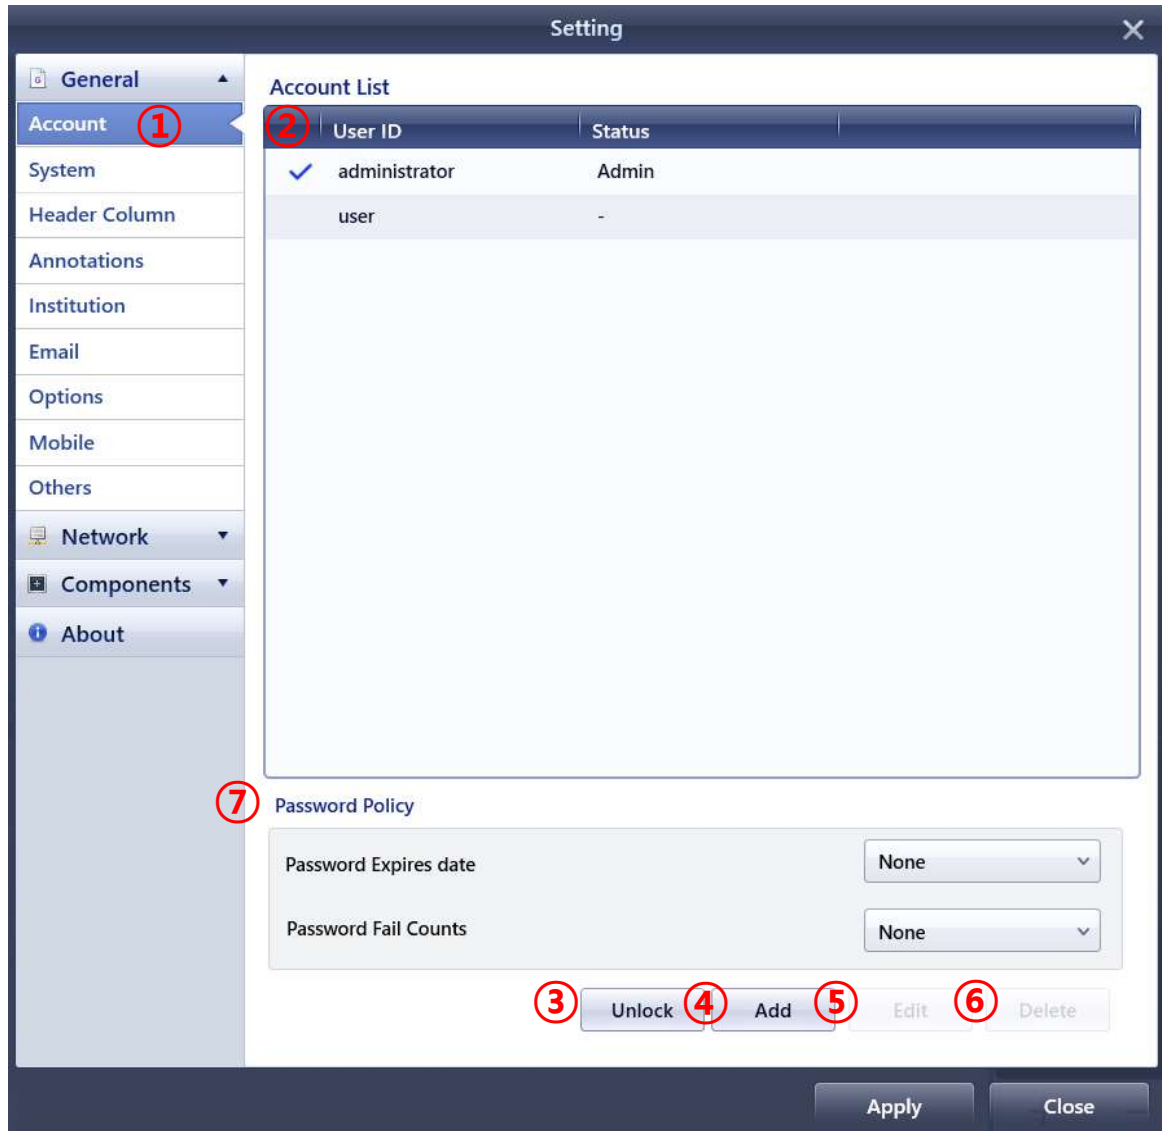 Setting
General
Account ①
System
Header Column
Annotations
Institution
Email
Options
Mobile
Others
Network
Components
About
Account List
② User ID Status
administrator Admin
user -
⑦ Password Policy
Password Expires date None
Password Fail Counts None
③ Unlock ④ Add ⑤ Edit ⑥ Delete
Apply Close